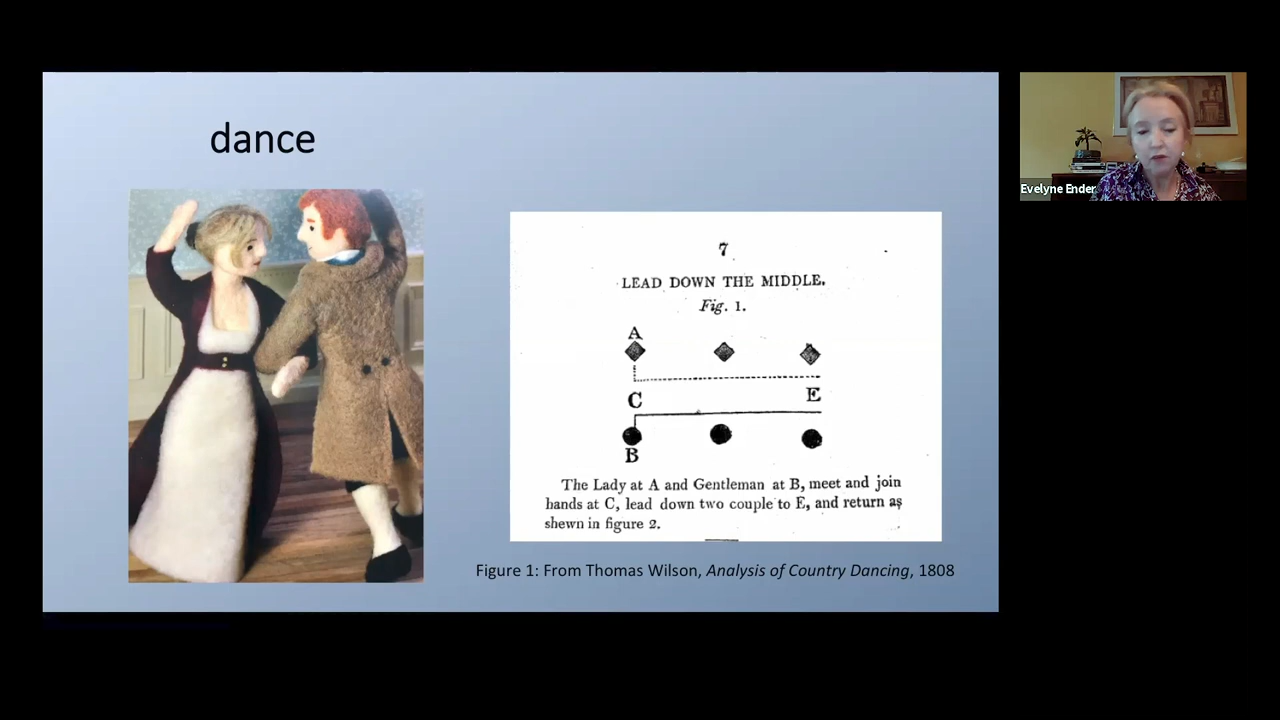 dance
7
LEAD DOWN THE MIDDLE.
Fig. 1.
A
C
E
B
The Lady at A and Gentleman at B, meet and join
hands at C, lead down two couple to E, and return as
shewn in figure 2.
Figure 1: From Thomas Wilson, Analysis of Country Dancing, 1808
Evelyne Ender